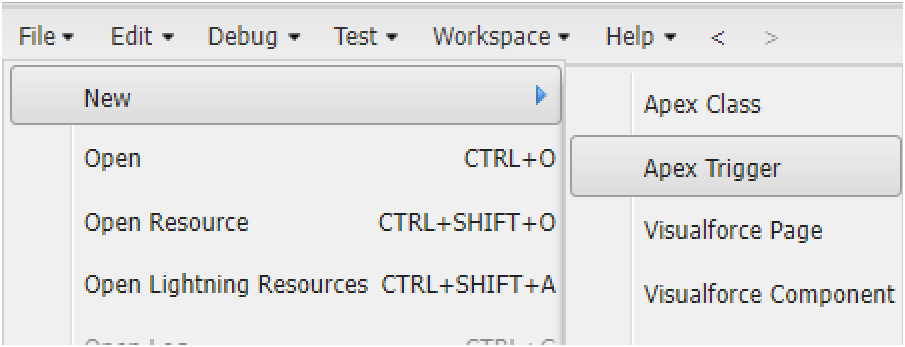 File Edit Debug Test Workspace Help < >
New
Open CTRL+O
Open Resource CTRL+SHIFT+O
Open Lightning Resources CTRL+SHIFT+A
Apex Class
Apex Trigger
Visualforce Page
Visualforce Component